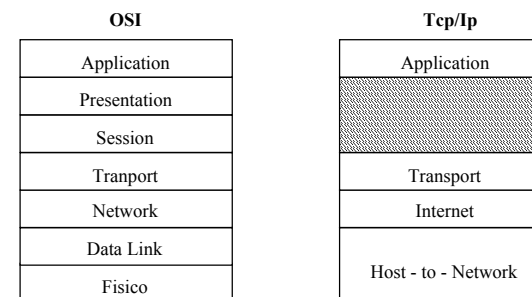 OSI
Application
Presentation
Session
Tranport
Network
Data Link
Fisico
Tcp/Ip
Application
Transport
Internet
Host - to - Network